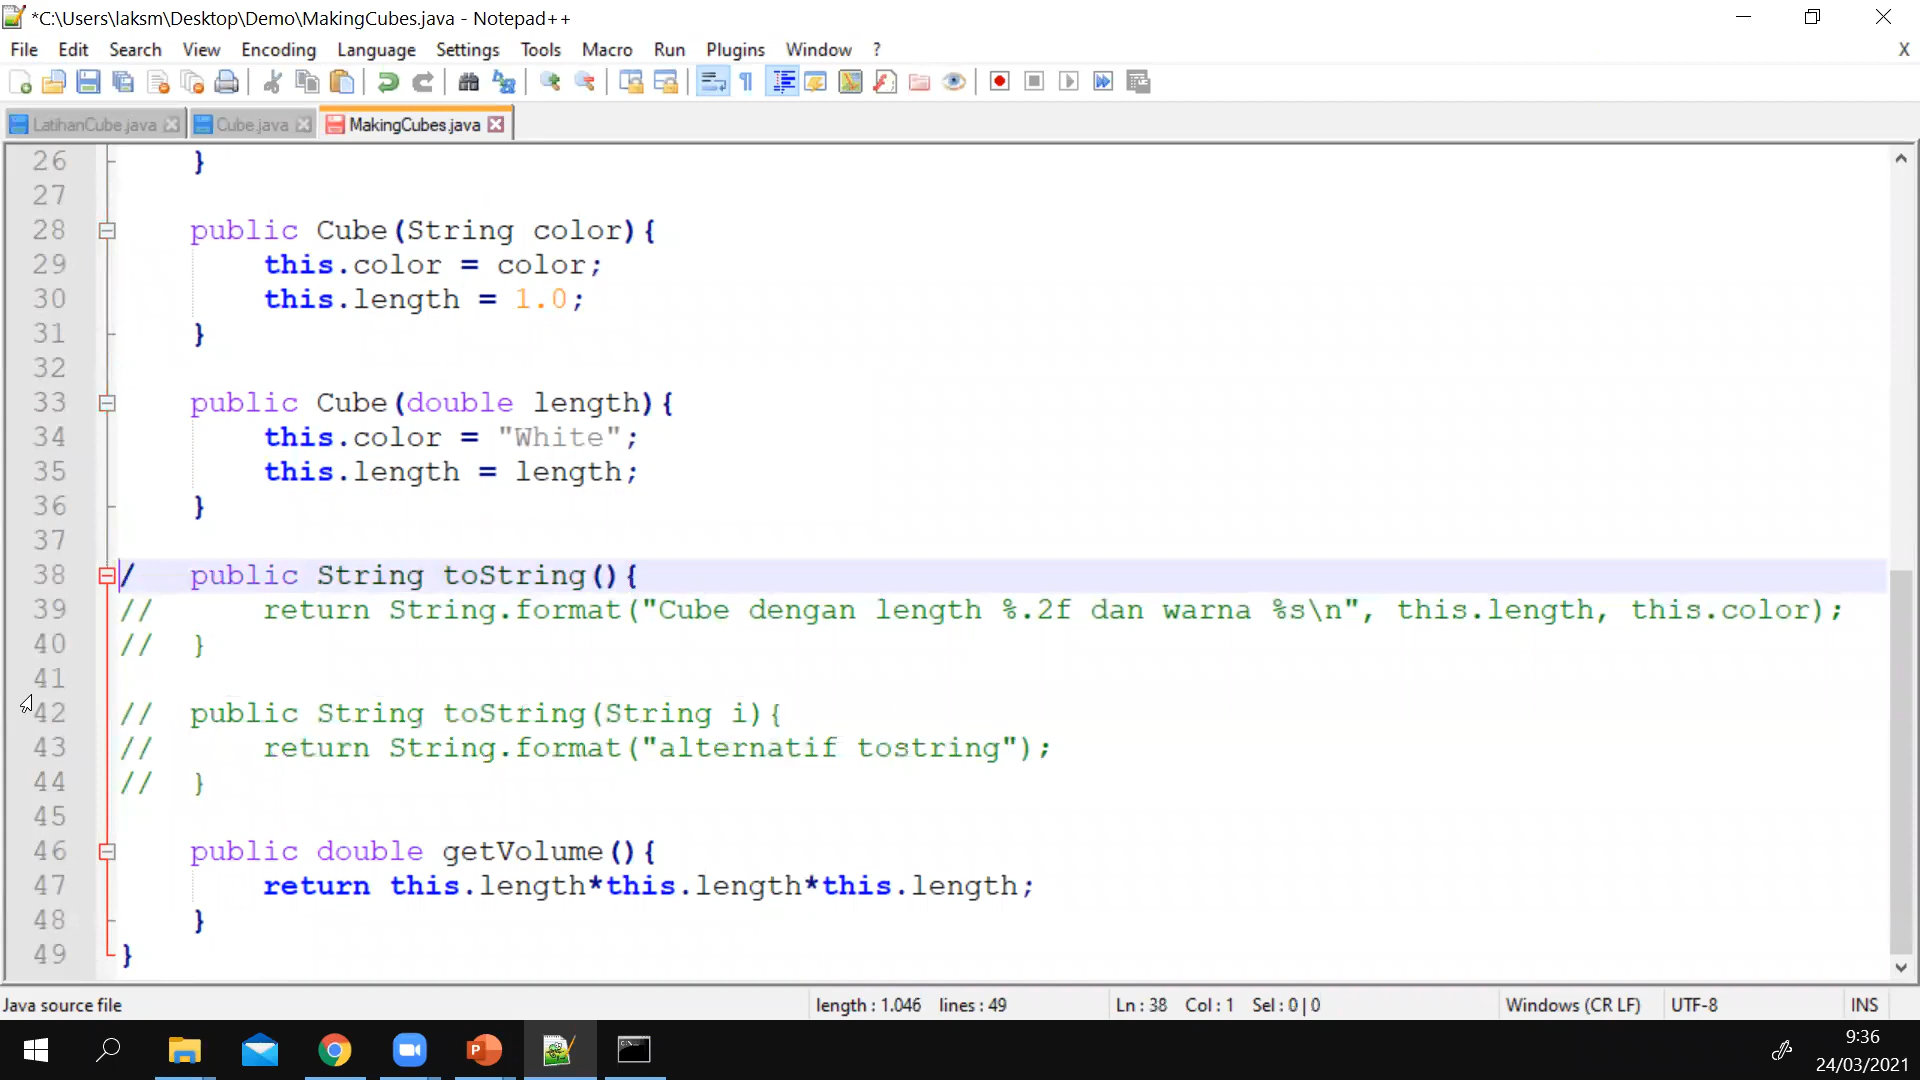 *C:\Users\laksm\Desktop\Demo\MakingCubes.java - Notepad++
File Edit Search View Encoding Language Settings Tools Macro Run Plugins Window ? X
LatihanCube.java Cube.java MakingCubes.java
26 }
27
28 public Cube(String color){
29 this.color = color;
30 this.length = 1.0;
31 }
32
33 public Cube(double length){
34 this.color = "White";
35 this.length = length;
36 }
37
38 / public String toString(){
39 // return String.format("Cube dengan length %.2f dan warna %s\n", this.length, this.color);
40 // }
41
42 // public String toString(String i){
43 // return String.format("alternatif tostring");
44 // }
45
46 public double getVolume(){
47 return this.length*this.length*this.length;
48 }
49 }
Java source file length : 1.046 lines : 49 Ln : 38 Col : 1 Sel : 0 | 0 Windows (CR LF) UTF-8 INS
9:36
24/03/2021